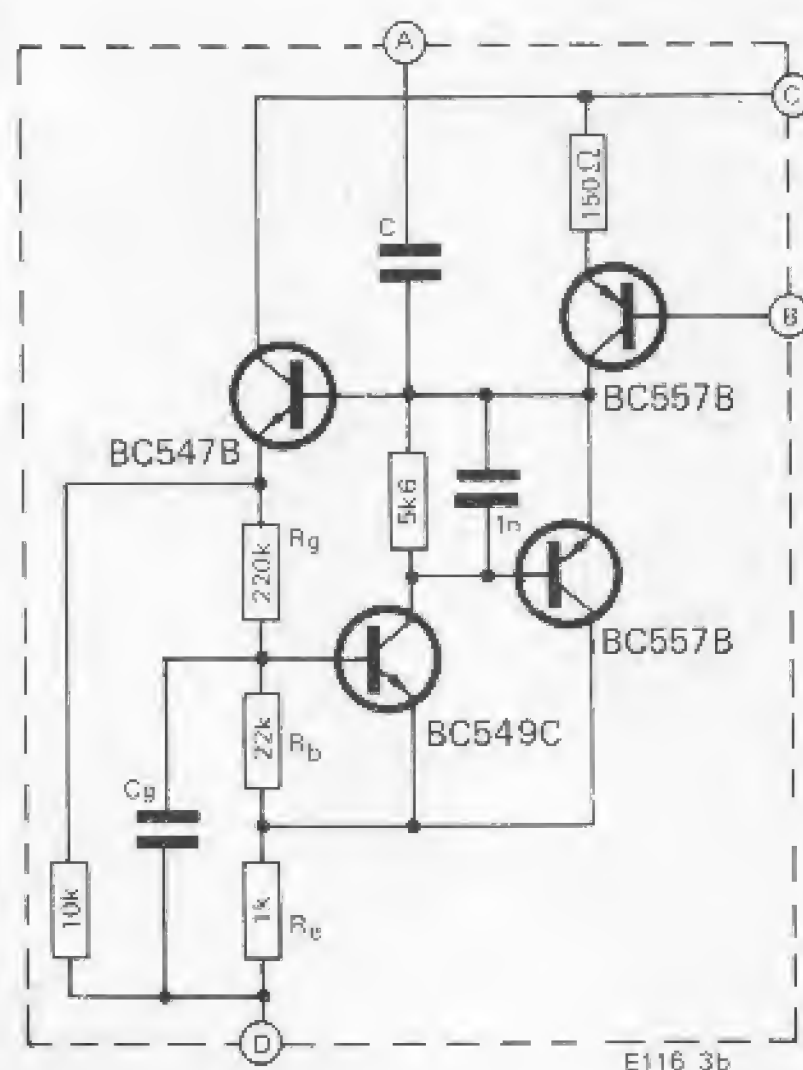 A
C
150Ω
C
B
BC557B
BC547B
5k6
1n
Rg
220k
BC557B
BC549C
22k
Rb
Cg
10k
1k
Re
D
E116 3b